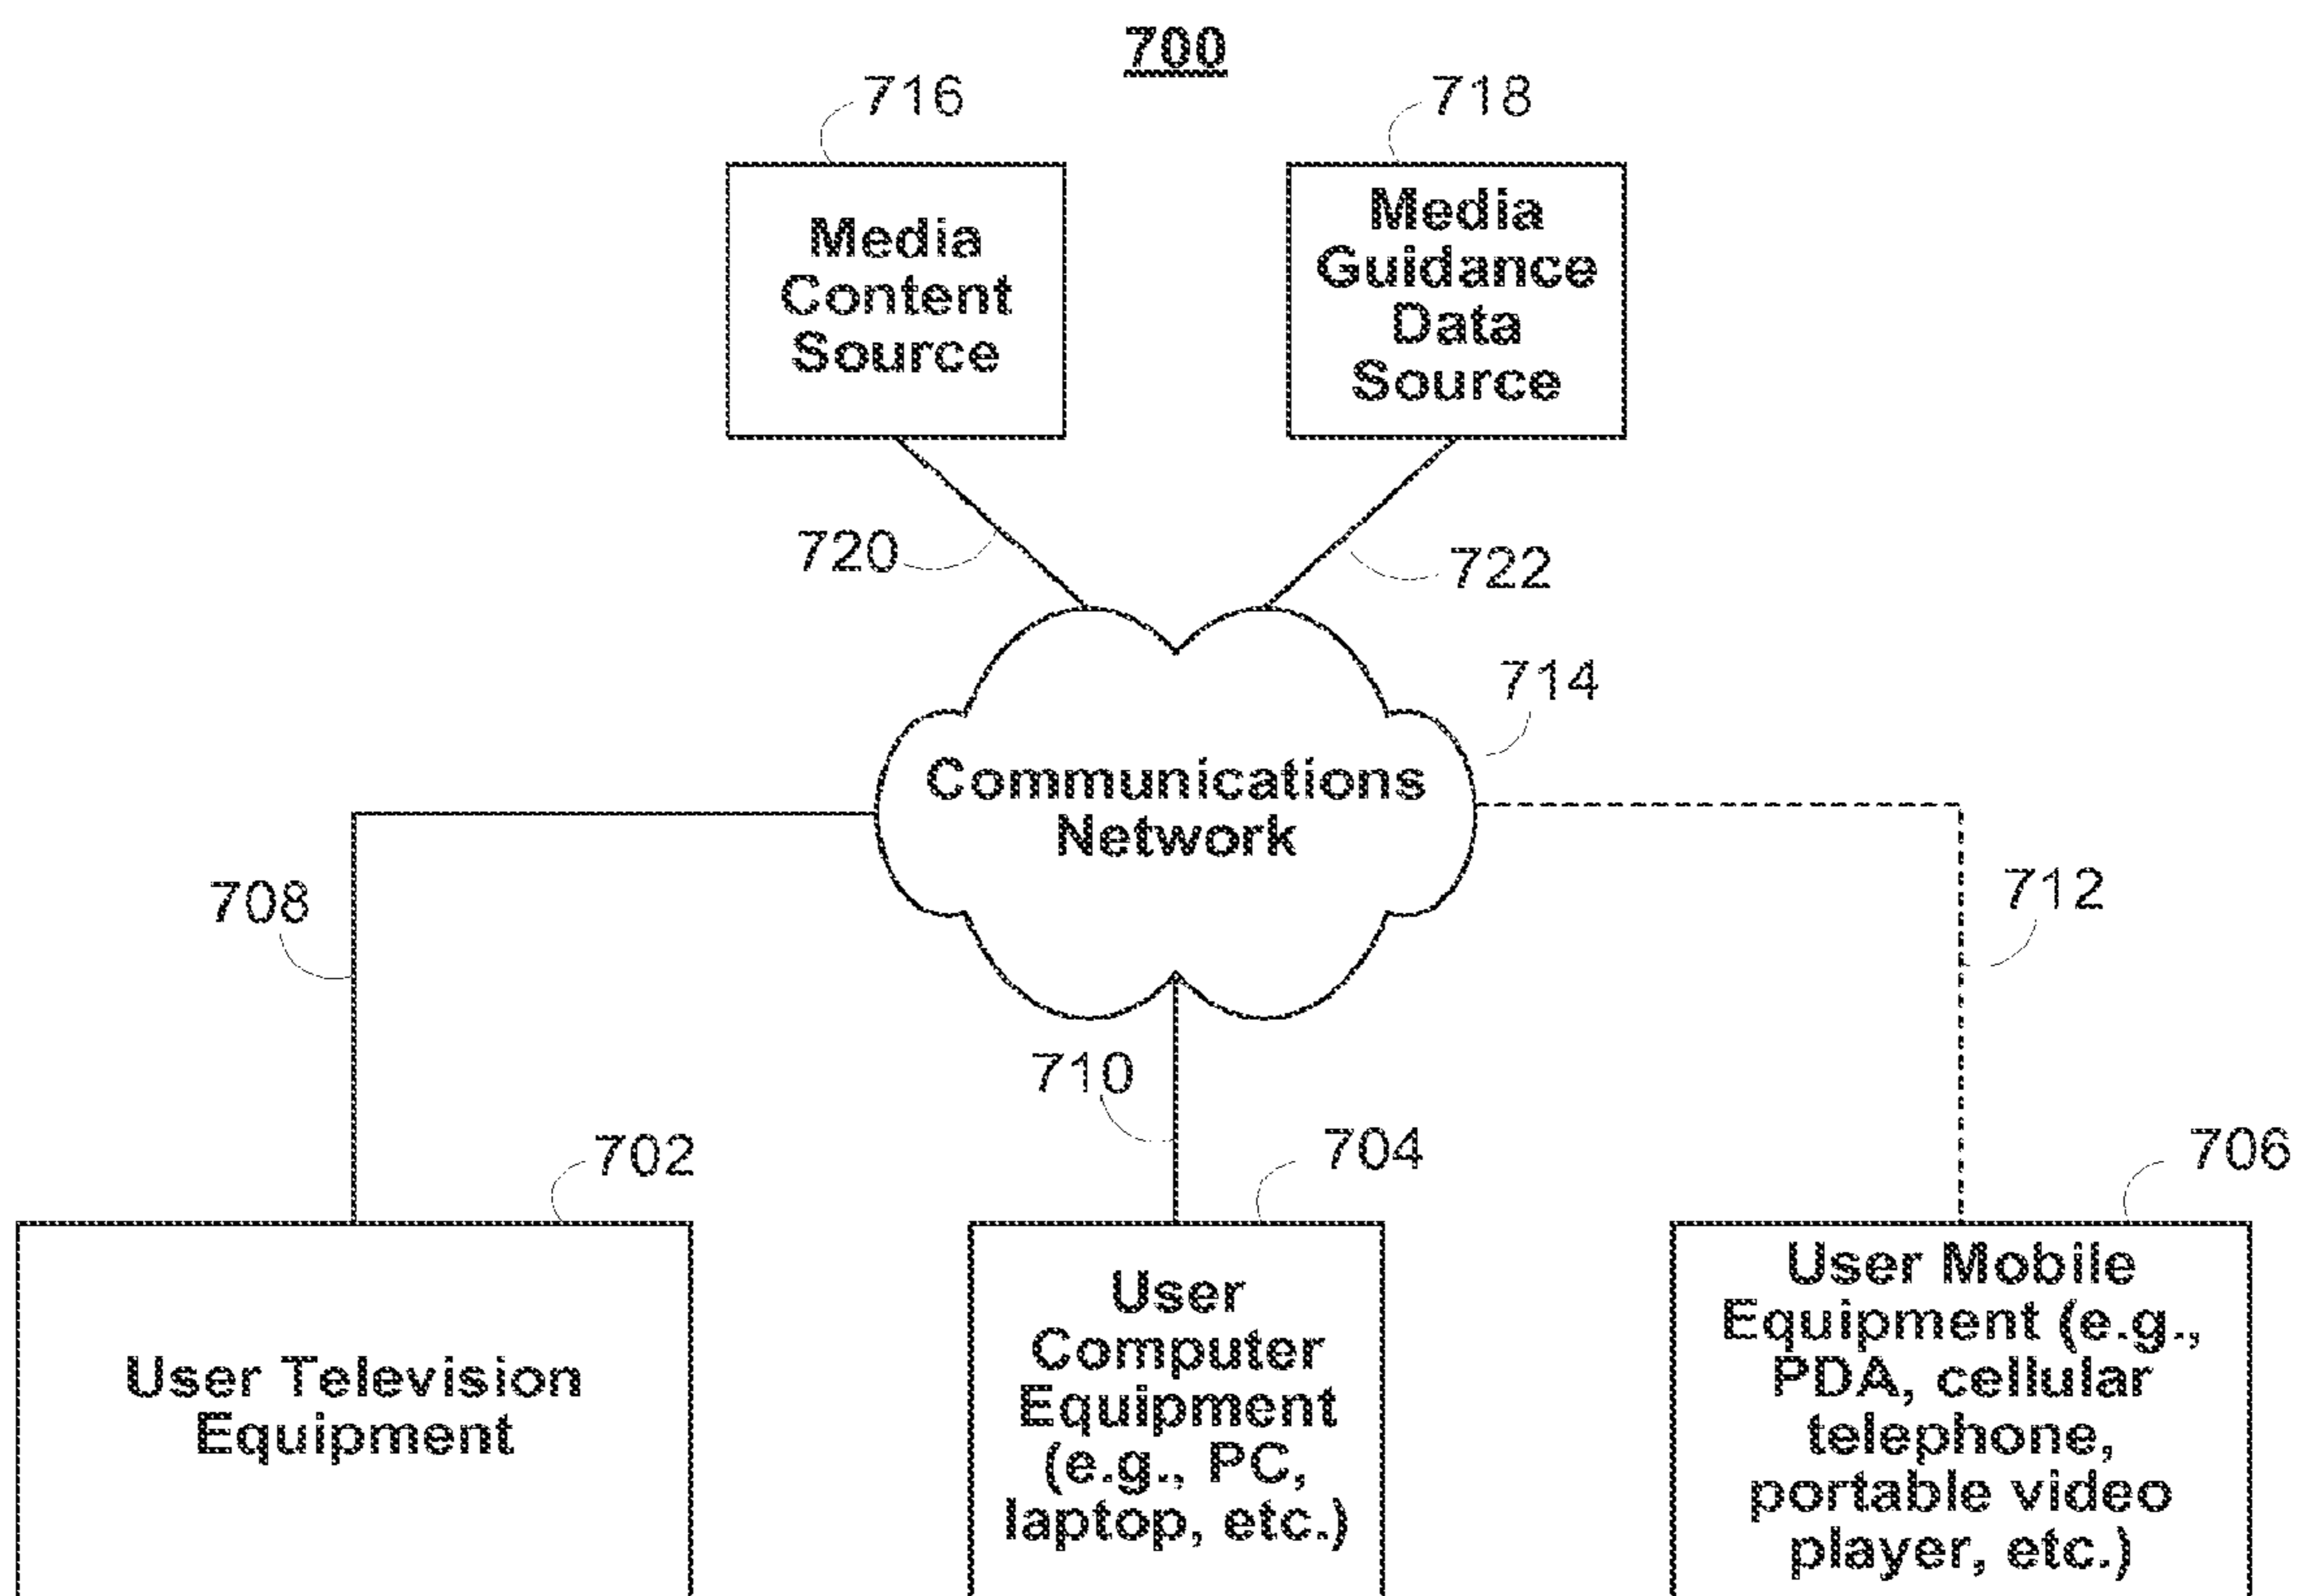 700
716
718
Media
Content
Source
Media
Guidance
Data
Source
720
722
714
Communications
Network
708
712
710
702
704
706
User Television
Equipment
User
Computer
Equipment
(e.g., PC,
laptop, etc.)
User Mobile
Equipment (e.g.,
PDA, cellular
telephone,
portable video
player, etc.)